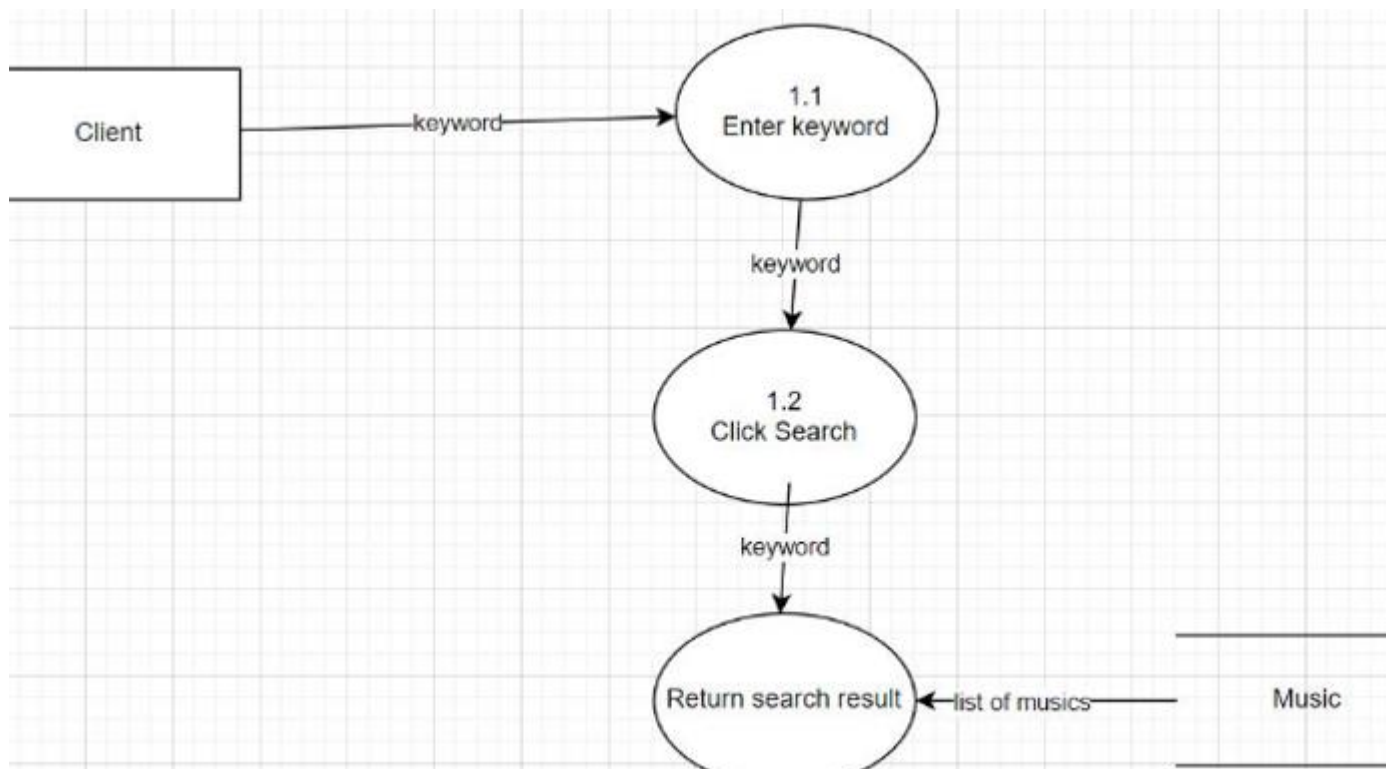 1.1
Enter keyword
Client
keyword
keyword
1.2
Click Search
keyword
Return search result
list of musics
Music